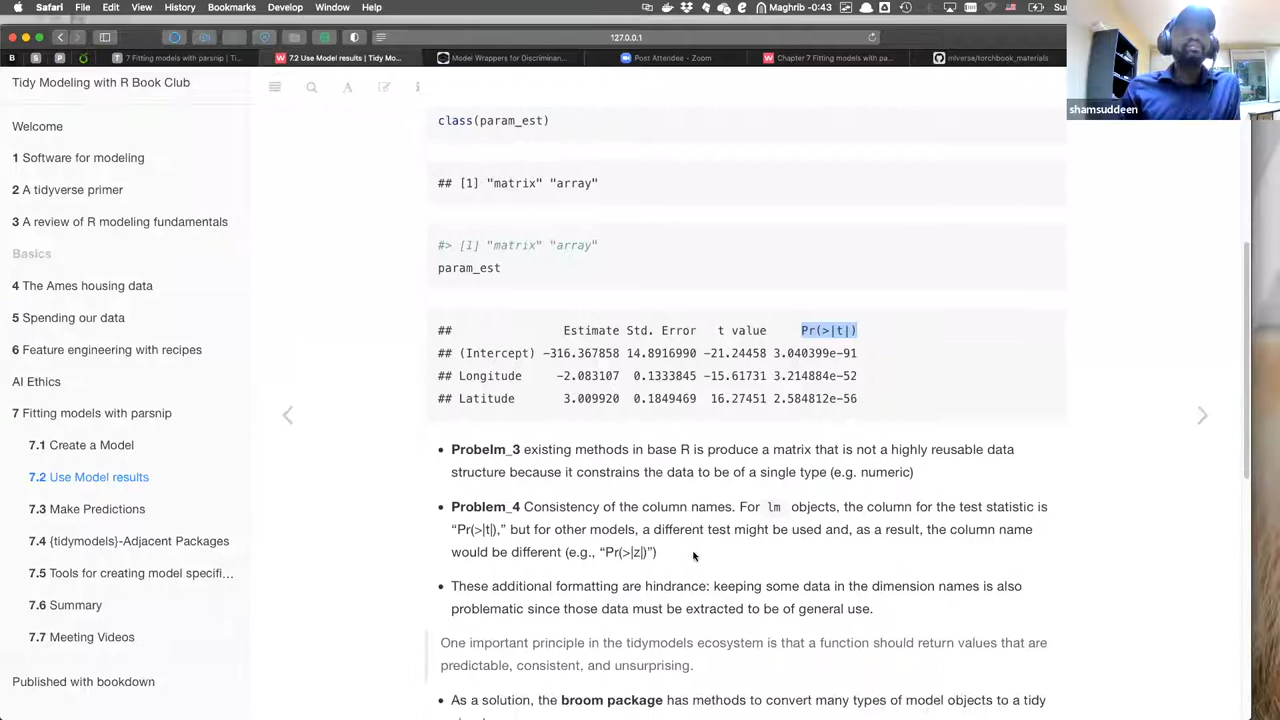 Safari File Edit View History Bookmarks Develop Window Help
Maghrib -0:43
127.0.0.1
B S P
7 Fitting models with parsnip | Ti...
7.2 Use Model results | Tidy Mo...
Model Wrappers for Discriminan...
Post Attendee - Zoom
Chapter 7 Fitting models with pa...
mlverse/torchbook_materials
shamsuddeen
Tidy Modeling with R Book Club
Welcome
1 Software for modeling
2 A tidyverse primer
3 A review of R modeling fundamentals
Basics
4 The Ames housing data
5 Spending our data
6 Feature engineering with recipes
AI Ethics
7 Fitting models with parsnip
7.1 Create a Model
7.2 Use Model results
7.3 Make Predictions
7.4 {tidymodels}-Adjacent Packages
7.5 Tools for creating model specifi...
7.6 Summary
7.7 Meeting Videos
Published with bookdown
class(param_est)
## [1] "matrix" "array"
#> [1] "matrix" "array"
param_est
## Estimate Std. Error t value Pr(>|t|)
## (Intercept) -316.367858 14.8916990 -21.24458 3.040399e-91
## Longitude -2.083107 0.1333845 -15.61731 3.214884e-52
## Latitude 3.009920 0.1849469 16.27451 2.584812e-56
• Probelm_3 existing methods in base R is produce a matrix that is not a highly reusable data
structure because it constrains the data to be of a single type (e.g. numeric)
• Problem_4 Consistency of the column names. For lm objects, the column for the test statistic is
“Pr(>|t|),” but for other models, a different test might be used and, as a result, the column name
would be different (e.g., “Pr(>|z|)”)
• These additional formatting are hindrance: keeping some data in the dimension names is also
problematic since those data must be extracted to be of general use.
One important principle in the tidymodels ecosystem is that a function should return values that are
predictable, consistent, and unsurprising.
• As a solution, the broom package has methods to convert many types of model objects to a tidy